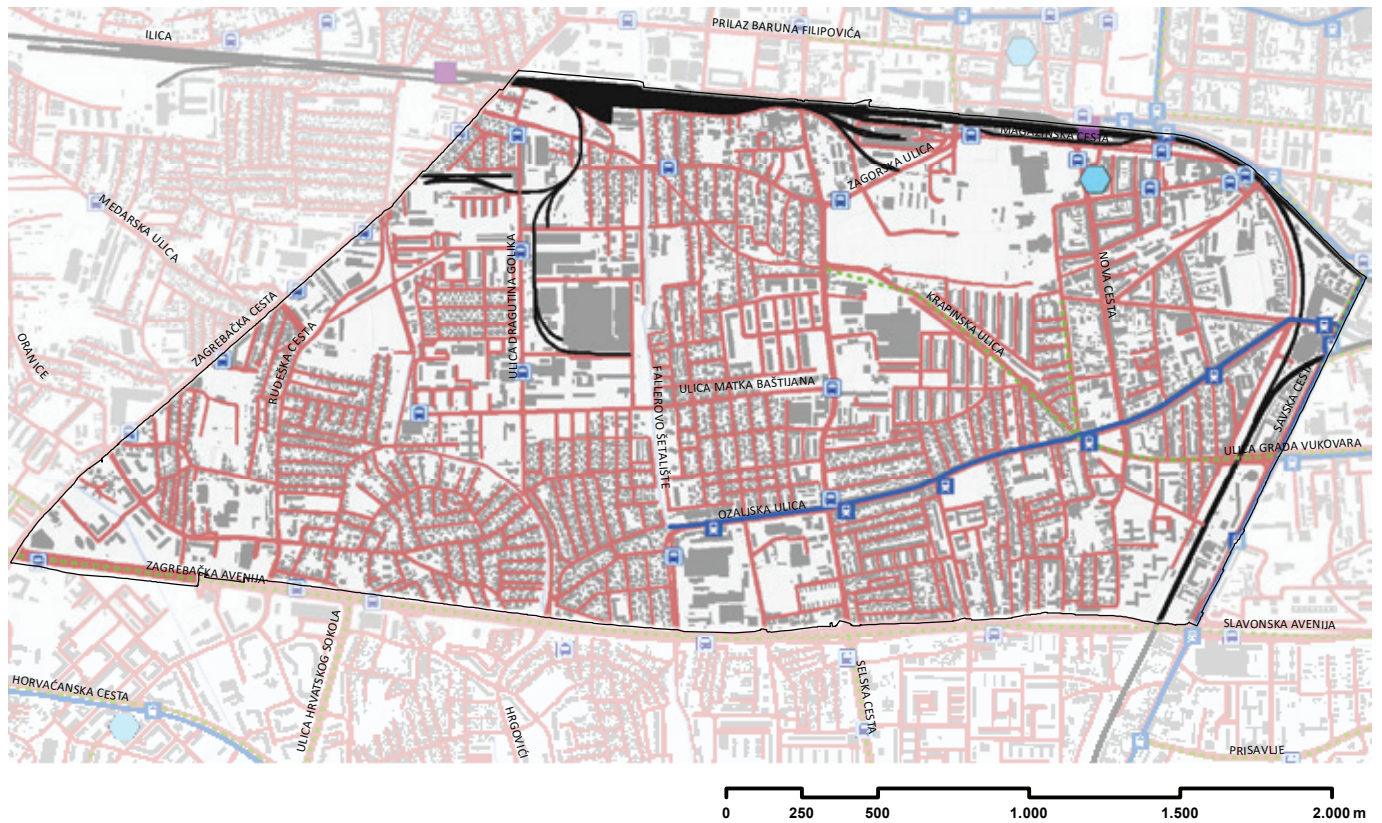 ILICA
PRILAZ BARUNA FILIPOVIĆA
MAGAZINSKA CESTA
ZAGORSKA ULICA
MEDARSKA ULICA
ULICA DRAGUTINA GOLIKA
NOVA CESTA
ZAGREBAČKA CESTA
KRAPINSKA ULICA
RUDEŠKA CESTA
ORANICE
ULICA MATKA BAŠTIJANA
FALLEROVO ŠETALIŠTE
SAVSKA CESTA
ULICA GRADA VUKOVARA
OZALJSKA ULICA
ZAGREBAČKA AVENIJA
SLAVONSKA AVENIJA
ULICA HRVATSKOG SOKOLA
HORVAĆANSKA CESTA
HRGOVIĆI
SELSKA CESTA
PRISAVLJE
0 250 500 1.000 1.500 2.000 m